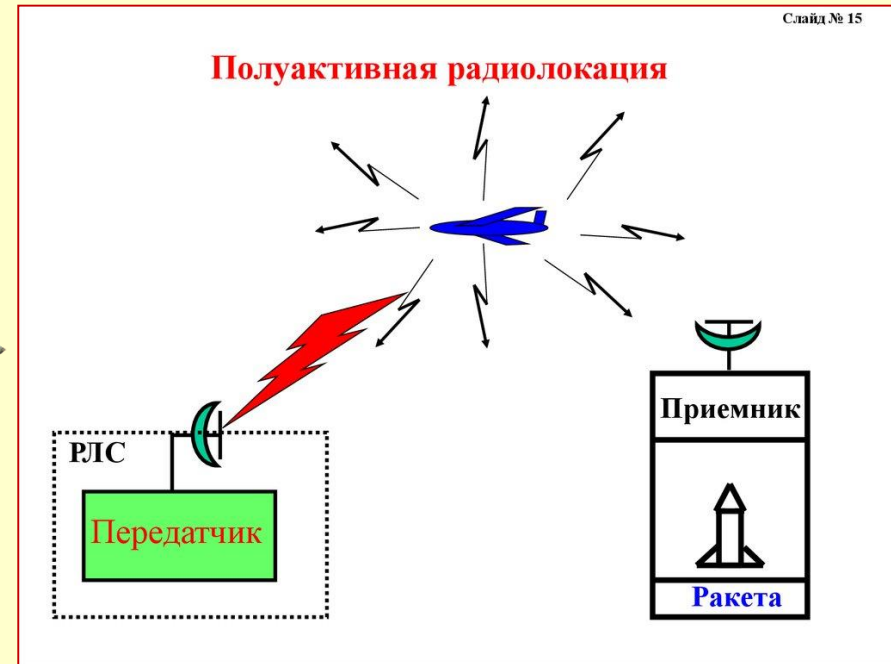 Слайд № 15
Полуактивная радиолокация
РЛС
Передатчик
Приемник
Ракета